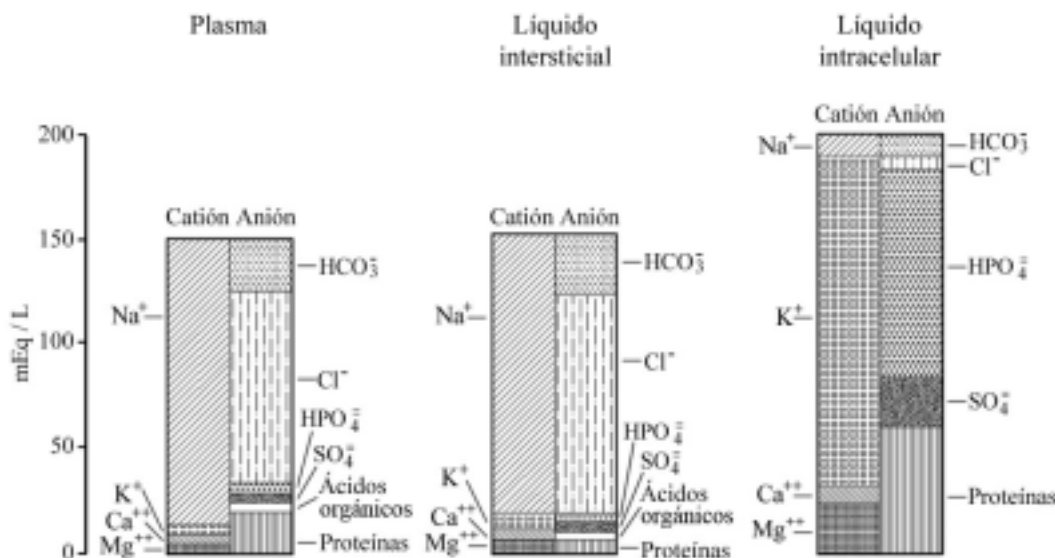 Plasma
Líquido
intersticial
Líquido
intracelular
mEq / L
200
150
100
50
0
Catión Anión
Na⁺
K⁺
Ca⁺⁺
Mg⁺⁺
HCO₃⁻
Cl⁻
HPO₄⁼
SO₄⁼
Ácidos
orgánicos
Proteínas
Catión Anión
Na⁺
K⁺
Ca⁺⁺
Mg⁺⁺
HCO₃⁻
Cl⁻
HPO₄⁼
SO₄⁼
Ácidos
orgánicos
Proteínas
Catión Anión
Na⁺
K⁺
Ca⁺⁺
Mg⁺⁺
HCO₃⁻
Cl⁻
HPO₄⁼
SO₄⁼
Proteínas